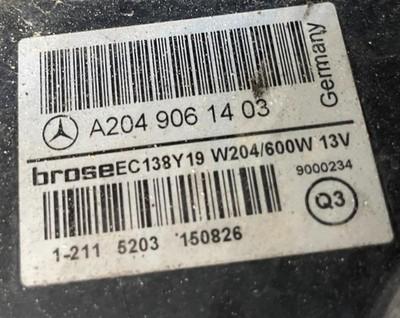 A204 906 14 03
Germany
brose EC138Y19 W204/600W 13V
9000234
Q3
1-211 5203 150826